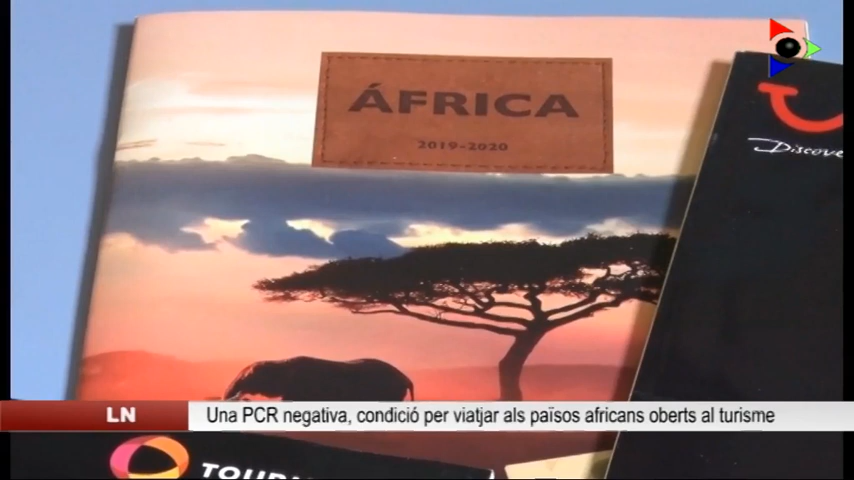 ÁFRICA
2019-2020
Discove
LN
Una PCR negativa, condició per viatjar als països africans oberts al turisme
TOUR